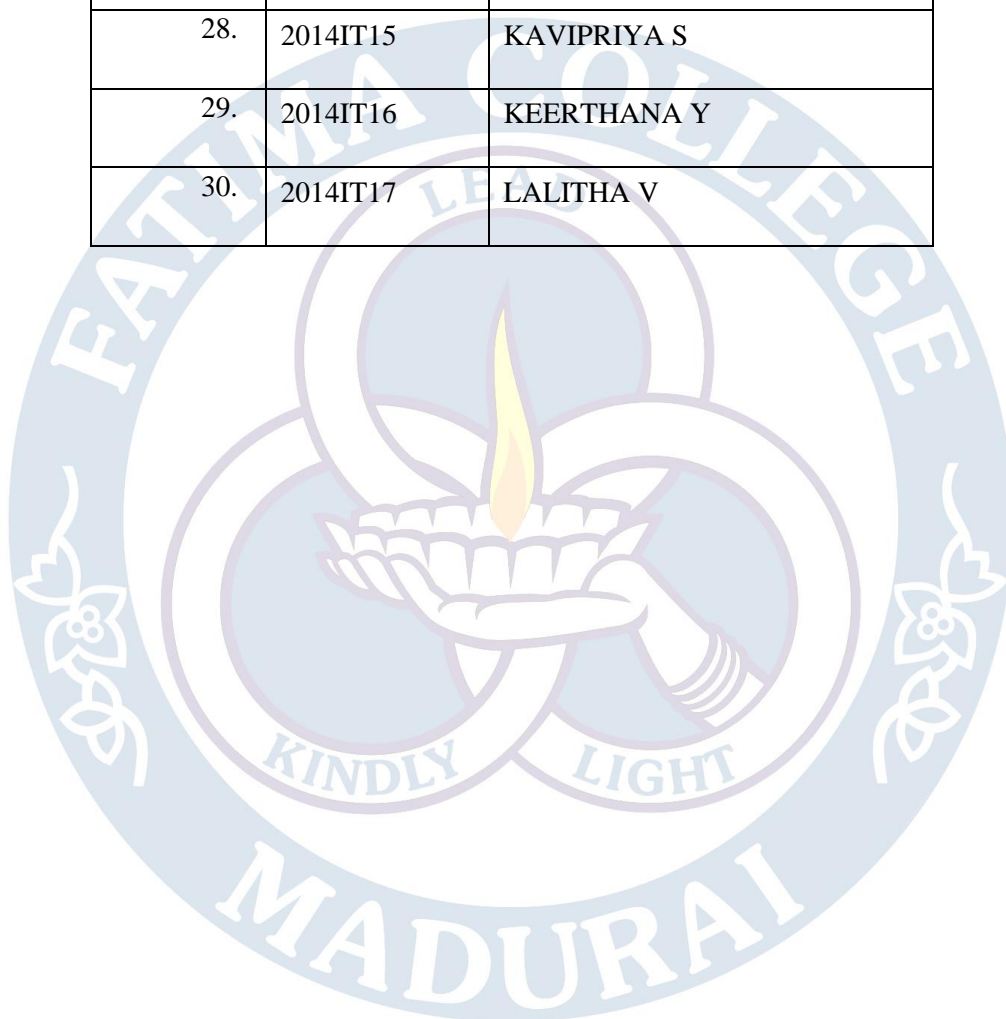 28. 2014IT15 KAVIPRIYA S
29. 2014IT16 KEERTHANA Y
30. 2014IT17 LALITHA V
FATIMA COLLEGE
LEAD
KINDLY LIGHT
MADURAI